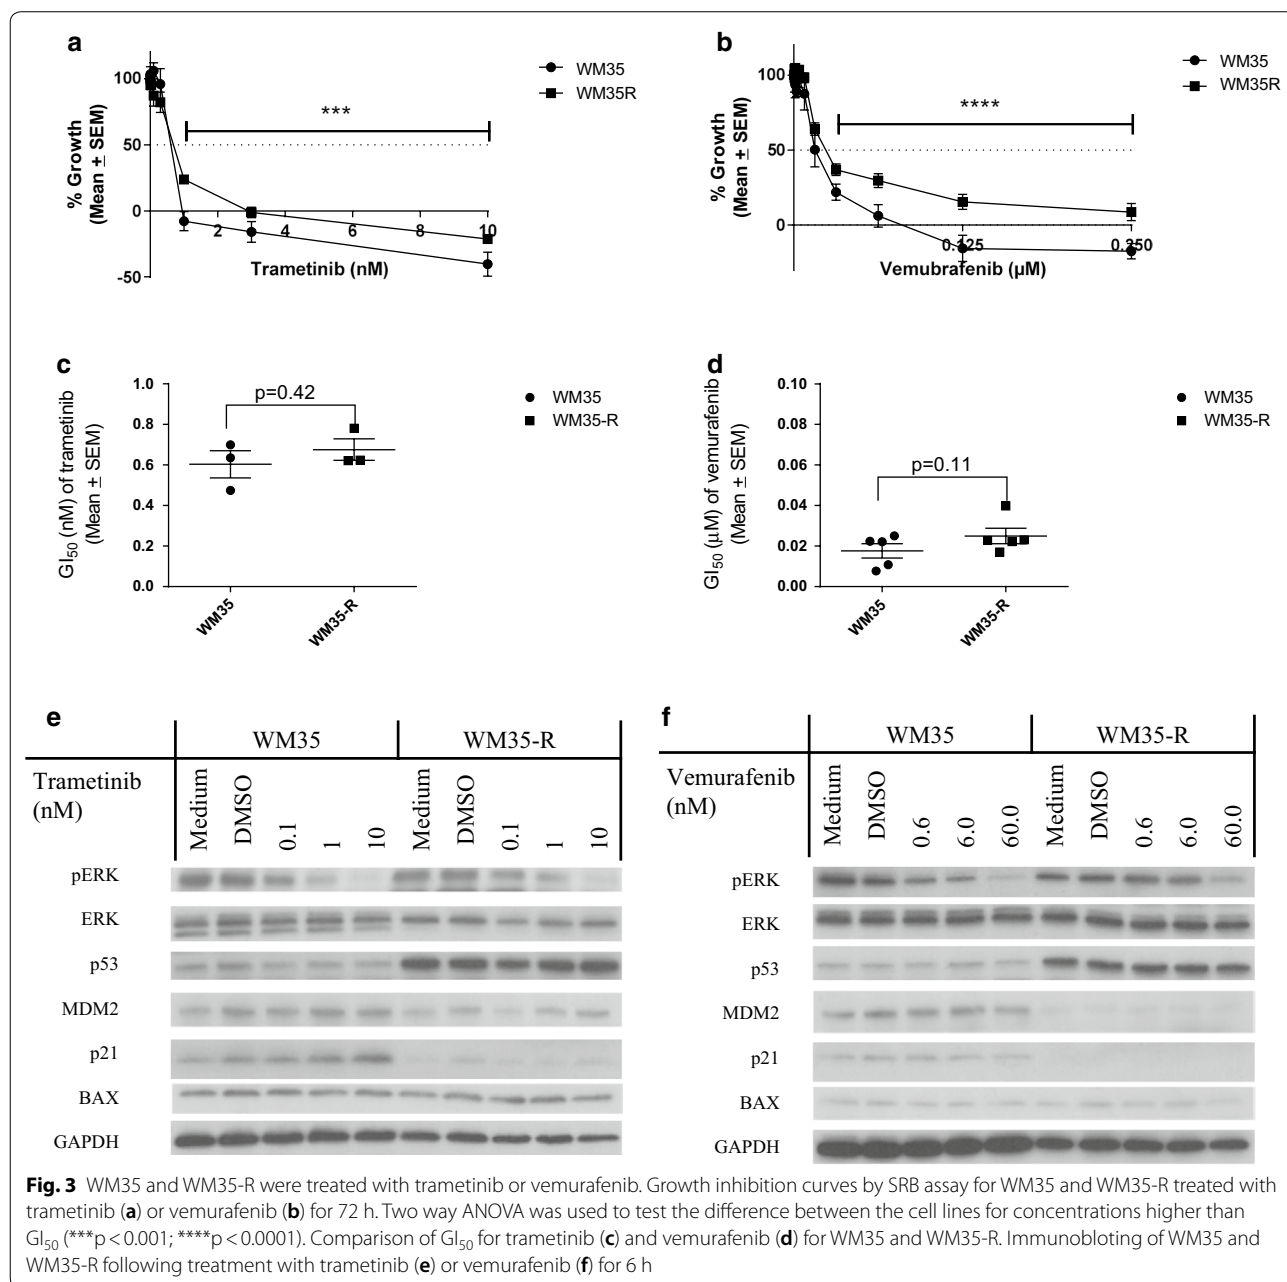 a
100
50
0
-50
% Growth
(Mean ± SEM)
***
2 4 6 8 10
Trametinib (nM)
WM35
WM35R
b
100
50
0
% Growth
(Mean ± SEM)
****
0.125 0.250
Vemubrafenib (µM)
WM35
WM35R
c
1.0
0.8
0.6
0.4
0.2
0.0
GI50 (nM) of trametinib
(Mean ± SEM)
p=0.42
WM35
WM35-R
WM35
WM35-R
d
0.10
0.08
0.06
0.04
0.02
0.00
GI50 (µM) of vemurafenib
(Mean ± SEM)
p=0.11
WM35
WM35-R
WM35
WM35-R
e
WM35 WM35-R
Trametinib
(nM)
Medium DMSO 0.1 1 10 Medium DMSO 0.1 1 10
pERK
ERK
p53
MDM2
p21
BAX
GAPDH
f
WM35 WM35-R
Vemurafenib
(nM)
Medium DMSO 0.6 6.0 60.0 Medium DMSO 0.6 6.0 60.0
pERK
ERK
p53
MDM2
p21
BAX
GAPDH
Fig. 3 WM35 and WM35-R were treated with trametinib or vemurafenib. Growth inhibition curves by SRB assay for WM35 and WM35-R treated with
trametinib (a) or vemurafenib (b) for 72 h. Two way ANOVA was used to test the difference between the cell lines for concentrations higher than
GI50 (***p < 0.001; ****p < 0.0001). Comparison of GI50 for trametinib (c) and vemurafenib (d) for WM35 and WM35-R. Immunobloting of WM35 and
WM35-R following treatment with trametinib (e) or vemurafenib (f) for 6 h